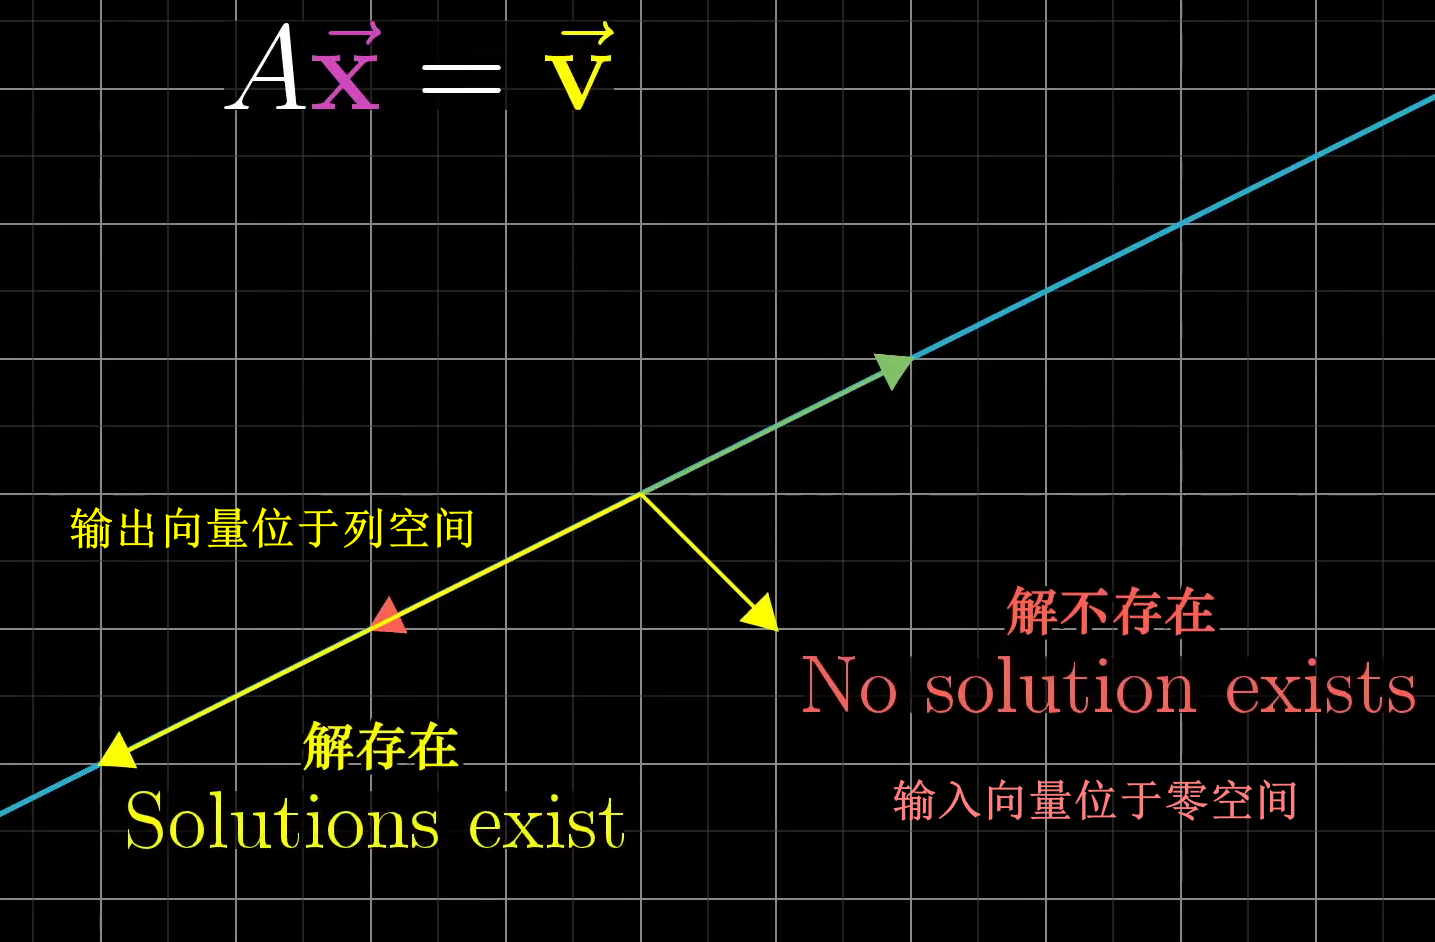 A\vec{x} = \vec{v}
输出向量位于列空间
解不存在
No solution exists
解存在
Solutions exist
输入向量位于零空间